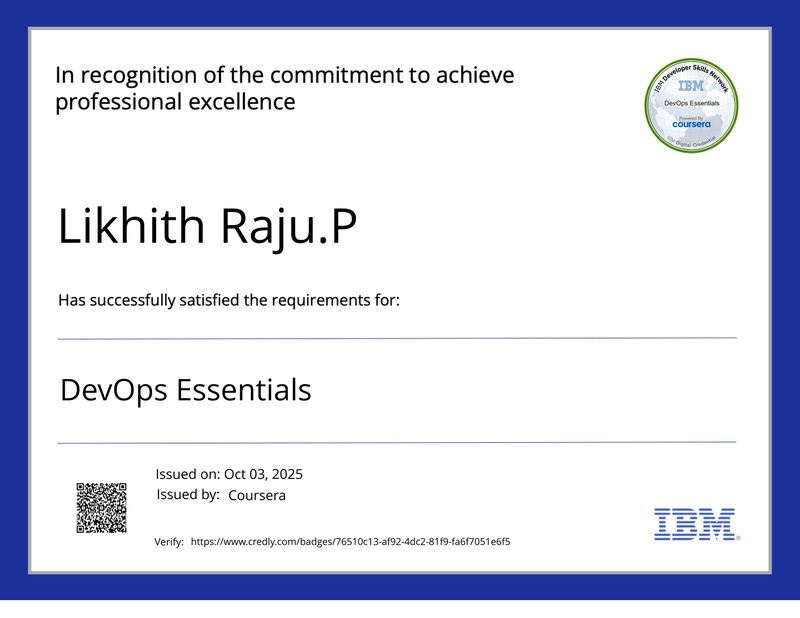 In recognition of the commitment to achieve
professional excellence
IBM Developer Skills Network
IBM
DevOps Essentials
Powered By
coursera
IBM Digital Credential
Likhith Raju.P
Has successfully satisfied the requirements for:
DevOps Essentials
Issued on: Oct 03, 2025
Issued by: Coursera
Verify: https://www.credly.com/badges/76510c13-af92-4dc2-81f9-fa6f7051e6f5
IBM®